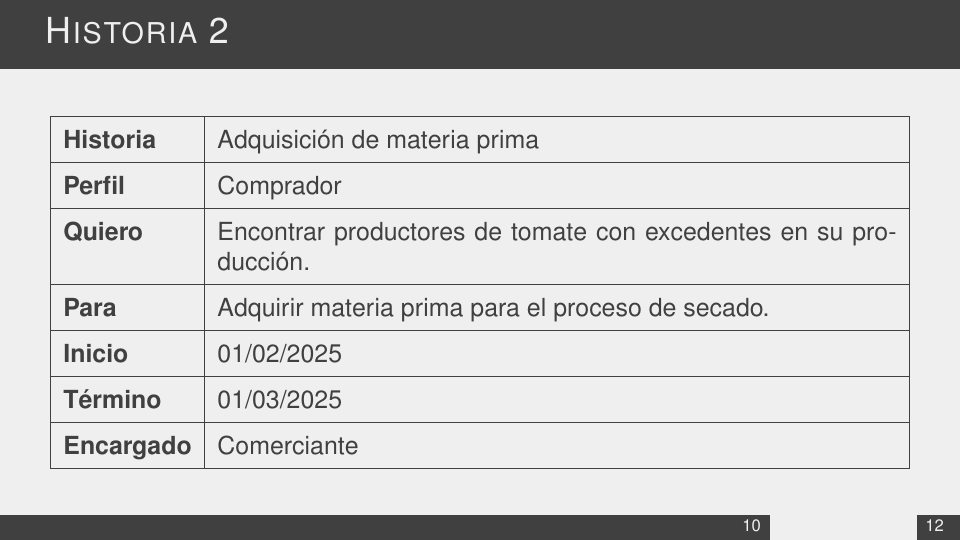 HISTORIA 2
Historia Adquisición de materia prima
Perfil Comprador
Quiero Encontrar productores de tomate con excedentes en su pro-
ducción.
Para Adquirir materia prima para el proceso de secado.
Inicio 01/02/2025
Término 01/03/2025
Encargado Comerciante
10 12